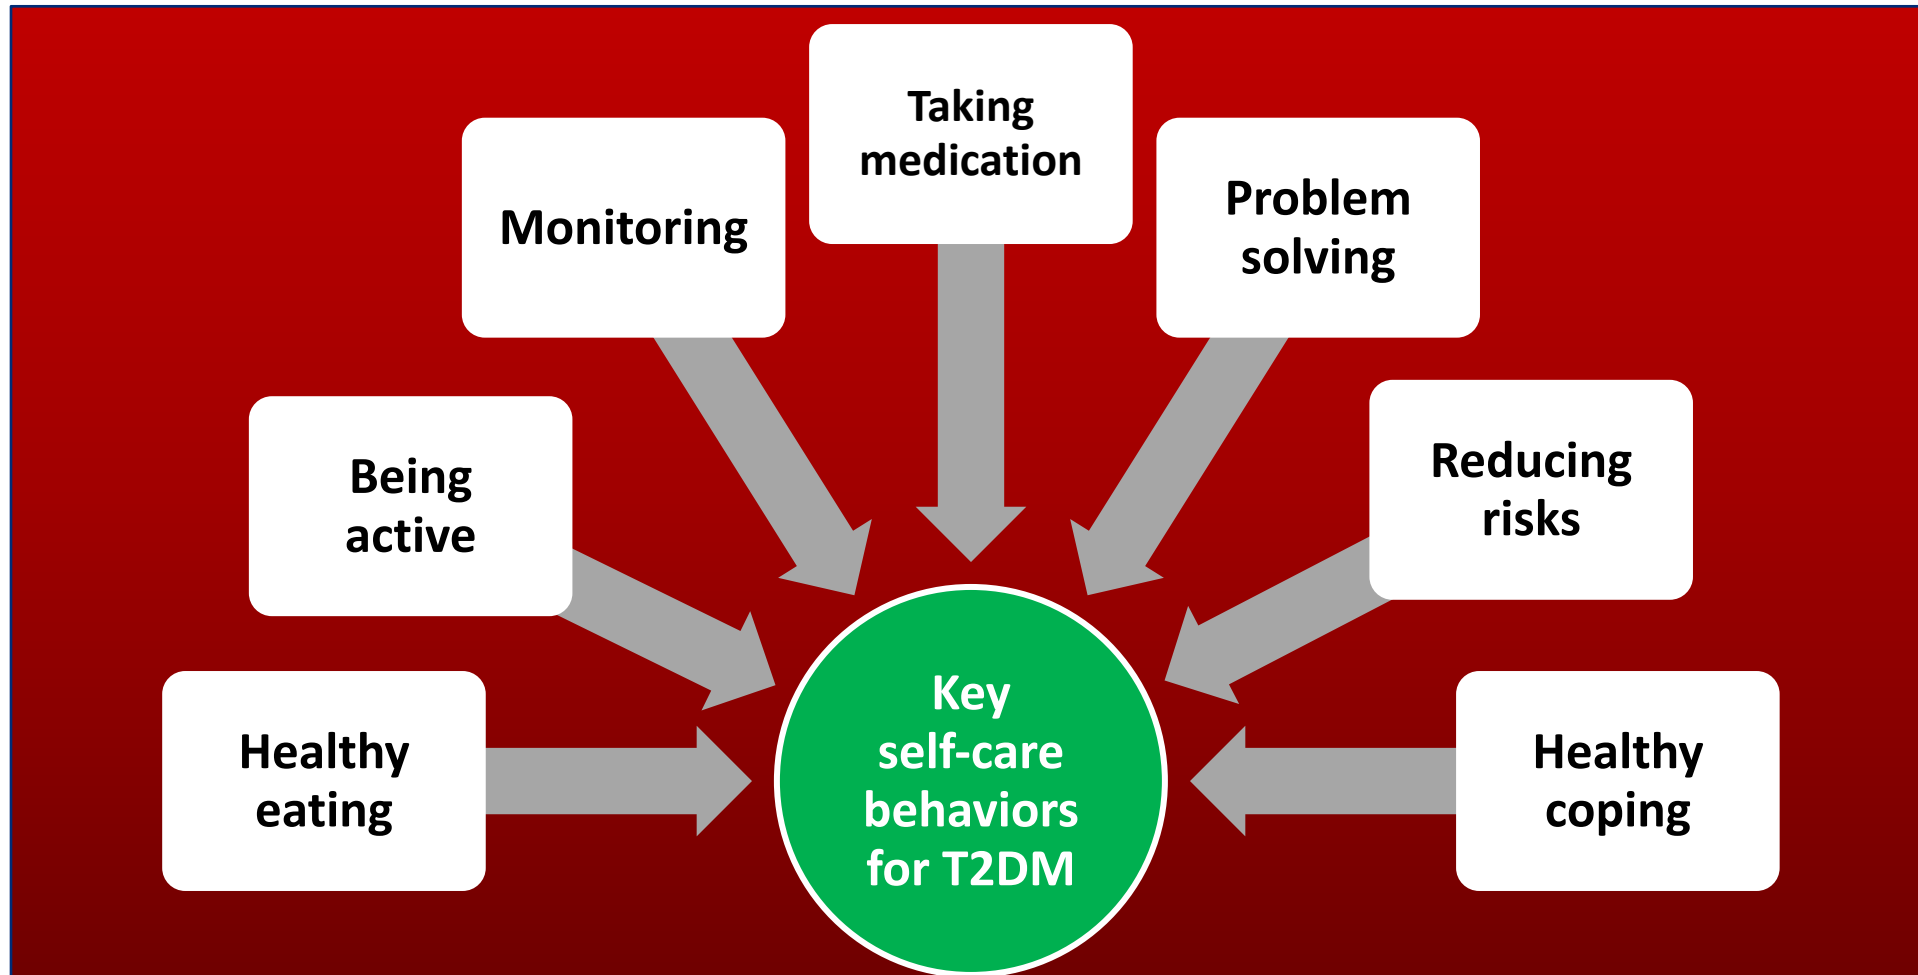 Taking
medication
Monitoring
Problem
solving
Being
active
Reducing
risks
Healthy
eating
Key
self-care
behaviors
for T2DM
Healthy
coping